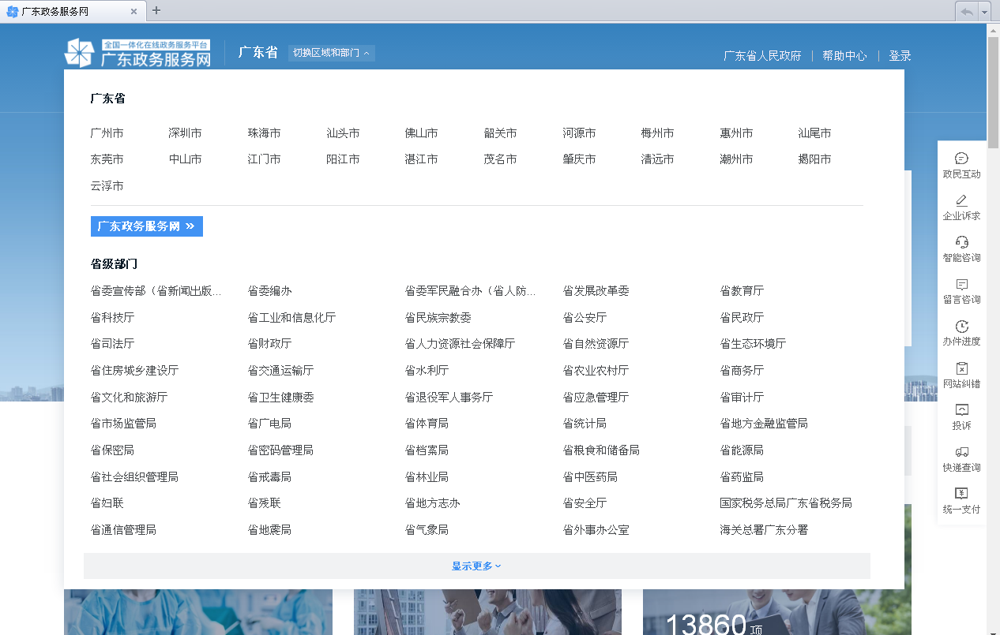 广东政务服务网
全国一体化在线政务服务平台
广东政务服务网
广东省 切换区域和部门
广东省人民政府 | 帮助中心 | 登录
广东省
广州市 深圳市 珠海市 汕头市 佛山市 韶关市 河源市 梅州市 惠州市 汕尾市
东莞市 中山市 江门市 阳江市 湛江市 茂名市 肇庆市 清远市 潮州市 揭阳市
云浮市
广东政务服务网 »
省级部门
省委宣传部（省新闻出版... 省委编办 省委军民融合办（省人防... 省发展改革委 省教育厅
省科技厅 省工业和信息化厅 省民族宗教委 省公安厅 省民政厅
省司法厅 省财政厅 省人力资源社会保障厅 省自然资源厅 省生态环境厅
省住房城乡建设厅 省交通运输厅 省水利厅 省农业农村厅 省商务厅
省文化和旅游厅 省卫生健康委 省退役军人事务厅 省应急管理厅 省审计厅
省市场监管局 省广电局 省体育局 省统计局 省地方金融监管局
省保密局 省密码管理局 省档案局 省粮食和储备局 省能源局
省社会组织管理局 省戒毒局 省林业局 省中医药局 省药监局
省妇联 省残联 省地方志办 省安全厅 国家税务总局广东省税务局
省通信管理局 省地震局 省气象局 省外事办公室 海关总署广东分署
显示更多
13860项
政民互动
企业诉求
智能咨询
留言咨询
办件进度
网站纠错
投诉
快递查询
统一支付